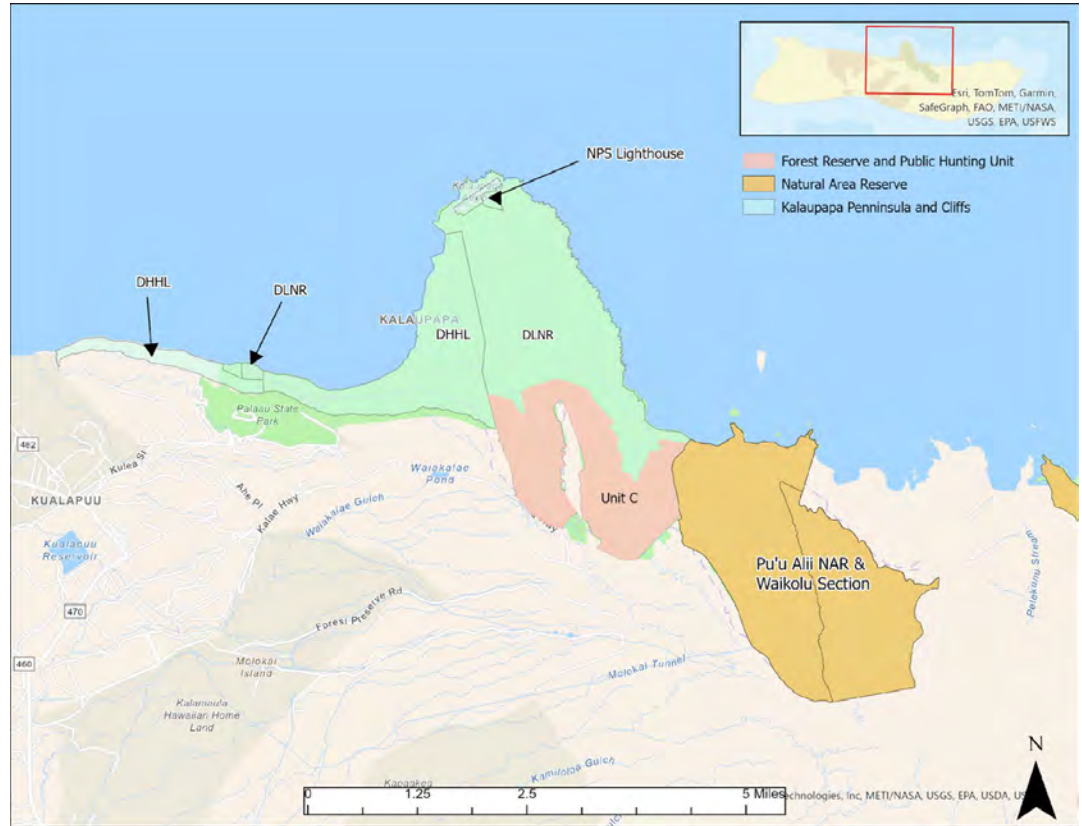 Esri, TomTom, Garmin,
SafeGraph, FAO, METI/NASA,
USGS, EPA, USFWS
NPS Lighthouse
Forest Reserve and Public Hunting Unit
Natural Area Reserve
Kalaupapa Penninsula and Cliffs
DHHL
DLNR
KALAUPAPA
DHHL
DLNR
Palaau State
Park
482
Kulea St
Waiakalae
Pond
KUALAPUU
Ahe Pl
Kalae Hwy
Waiakalae Gulch
Unit C
Kualapuu
Reservoir
Pu'u Alii NAR &
Waikolu Section
Pelekunu Stream
470
Forest Preserve Rd
460
Molokai
Island
Molokai Tunnel
Kalamaula
Hawaiian Home
Land
Kamiloloa Gulch
Kapaakea
N
0
1.25
2.5
5 Miles
echnologies, Inc, METI/NASA, USGS, EPA, USDA,